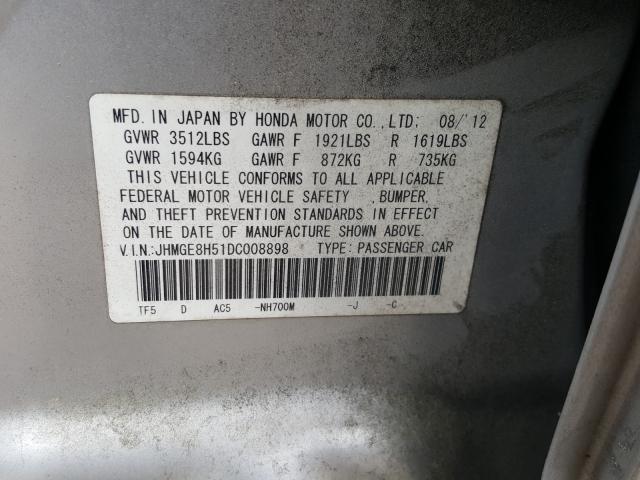 MFD. IN JAPAN BY HONDA MOTOR CO., LTD; 08/'12
GVWR 3512LBS GAWR F 1921LBS R 1619LBS
GVWR 1594KG GAWR F 872KG R 735KG
THIS VEHICLE CONFORMS TO ALL APPLICABLE
FEDERAL MOTOR VEHICLE SAFETY ,BUMPER,
AND THEFT PREVENTION STANDARDS IN EFFECT
ON THE DATE OF MANUFACTURE SHOWN ABOVE.
V.I.N.:JHMGE8H51DC008898 TYPE: PASSENGER CAR
TF5 D AC5 -NH700M -J -C